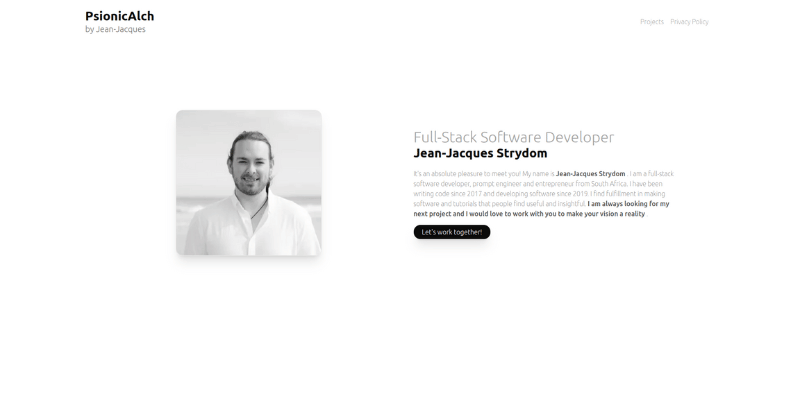 PsionicAlch
by Jean-Jacques
Projects Privacy Policy
Full-Stack Software Developer
Jean-Jacques Strydom
It's an absolute pleasure to meet you! My name is Jean-Jacques Strydom . I am a full-stack
software developer, prompt engineer and entrepreneur from South Africa. I have been
writing code since 2017 and developing software since 2019. I find fulfillment in making
software and tutorials that people find useful and insightful. I am always looking for my
next project and I would love to work with you to make your vision a reality .
Let's work together!